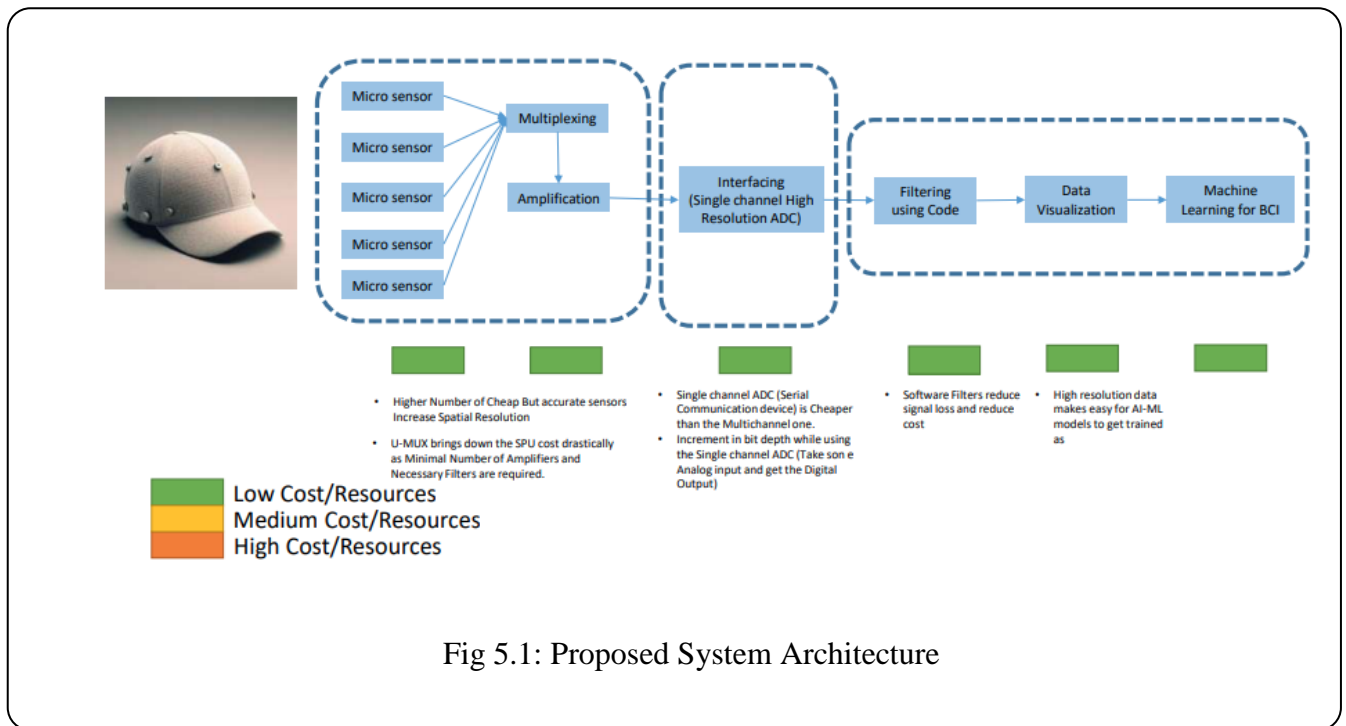 Micro sensor
Micro sensor
Micro sensor
Micro sensor
Micro sensor
Multiplexing
Amplification
Interfacing
(Single channel High
Resolution ADC)
Filtering
using Code
Data
Visualization
Machine
Learning for BCI
• Higher Number of Cheap But accurate sensors
Increase Spatial Resolution
• U-MUX brings down the SPU cost drastically
as Minimal Number of Amplifiers and
Necessary Filters are required.
• Single channel ADC (Serial
Communication device) is Cheaper
than the Multichannel one.
• Increment in bit depth while using
the Single channel ADC (Take son e
Analog input and get the Digital
Output)
• Software Filters reduce
signal loss and reduce
cost
• High resolution data
makes easy for AI-ML
models to get trained
as
Low Cost/Resources
Medium Cost/Resources
High Cost/Resources
Fig 5.1: Proposed System Architecture